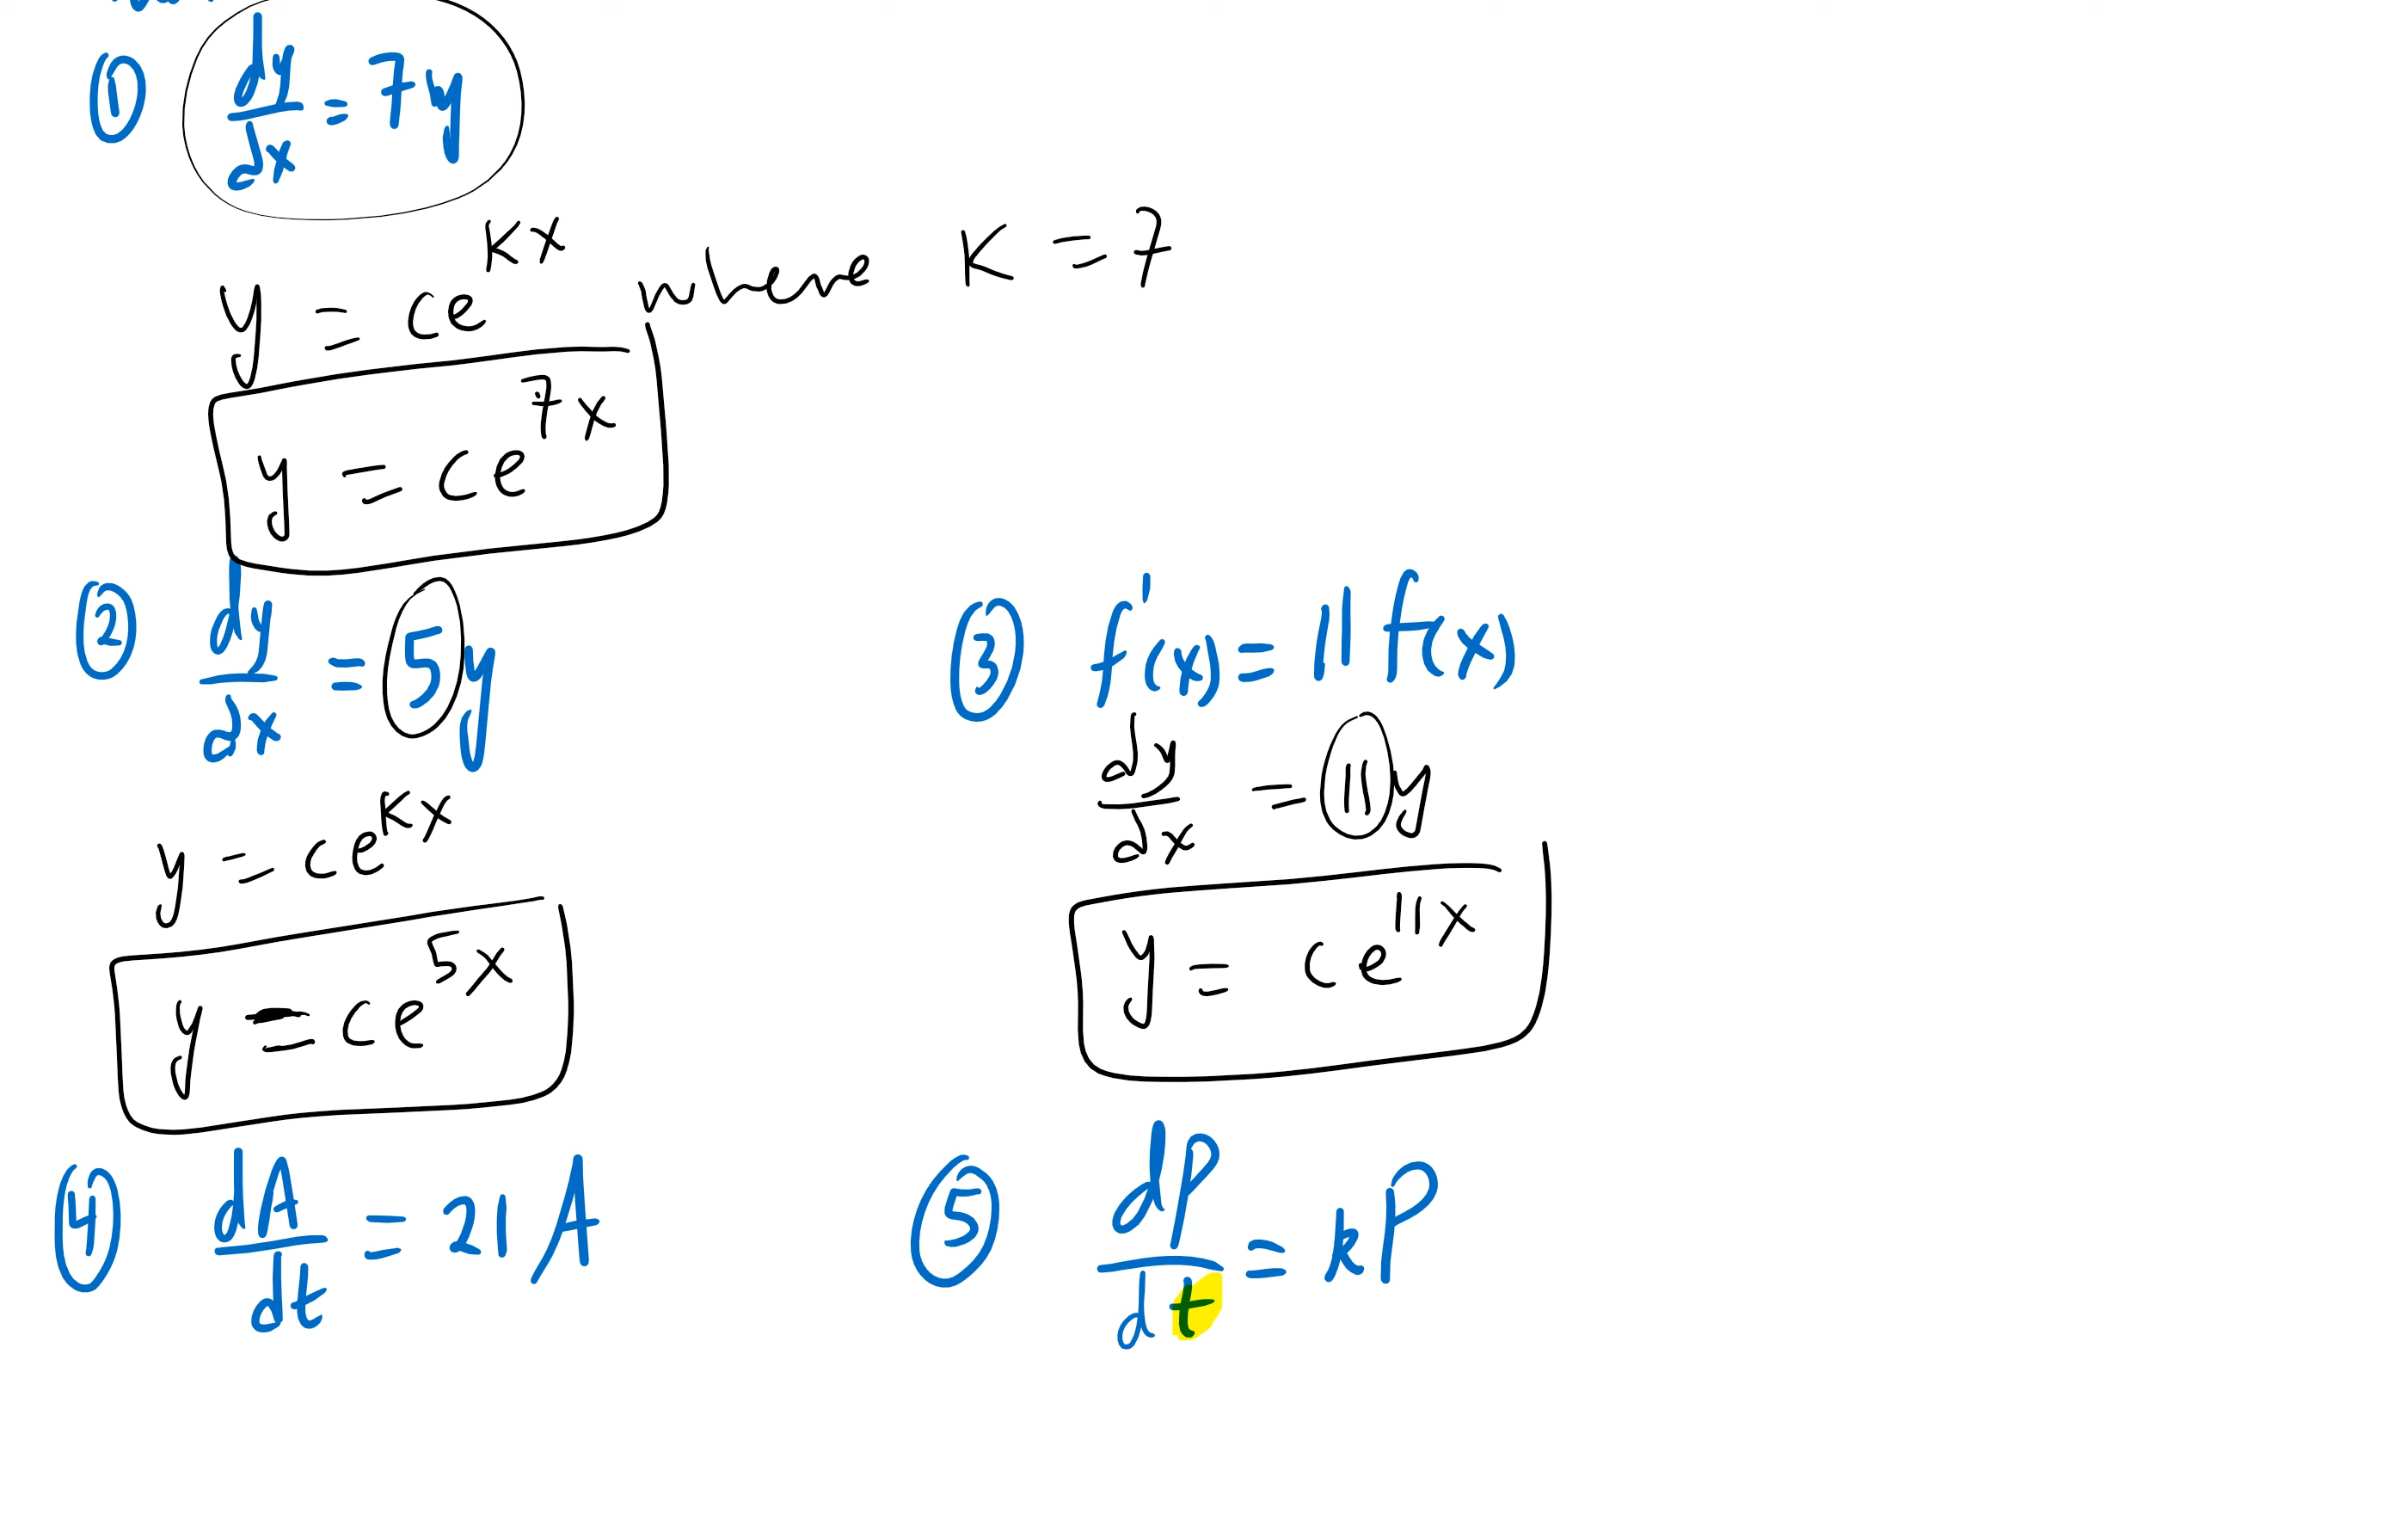 ① dy/dx = 7y
y = ce^{Kx} where K = 7
y = ce^{7x}
② dy/dx = 5y
y = ce^{Kx}
y = ce^{5x}
③ f'(x) = 11 f(x)
dy/dx = 11y
y = ce^{11x}
④ dA/dt = 21A
⑤ dP/dt = kP